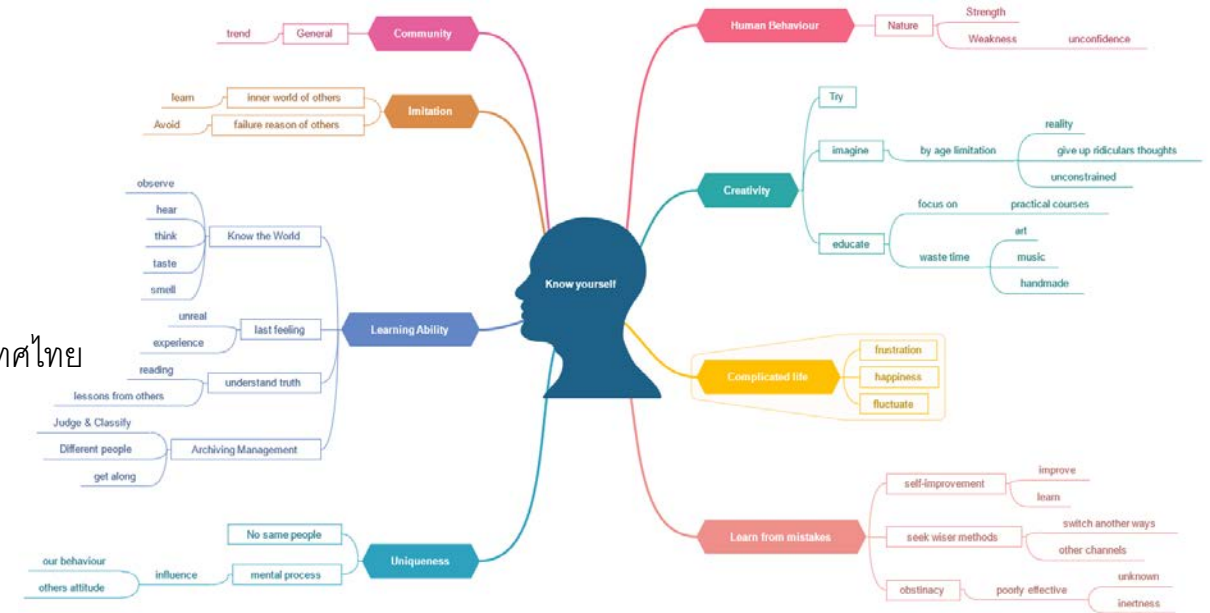 Know yourself
Community
General
trend
Imitation
inner world of others
learn
failure reason of others
Avoid
Learning Ability
Know the World
observe
hear
think
taste
smell
last feeling
unreal
experience
understand truth
reading
lessons from others
Archiving Management
Judge & Classify
Different people
get along
Uniqueness
No same people
mental process
influence
our behaviour
others attitude
Human Behaviour
Nature
Strength
Weakness
unconfidence
Creativity
Try
imagine
by age limitation
reality
give up ridiculars thoughts
unconstrained
educate
focus on
practical courses
waste time
art
music
handmade
Complicated life
frustration
happiness
fluctuate
Learn from mistakes
self-improvement
improve
learn
seek wiser methods
switch another ways
other channels
obstinacy
poorly effective
unknown
inertness
ทศไทย